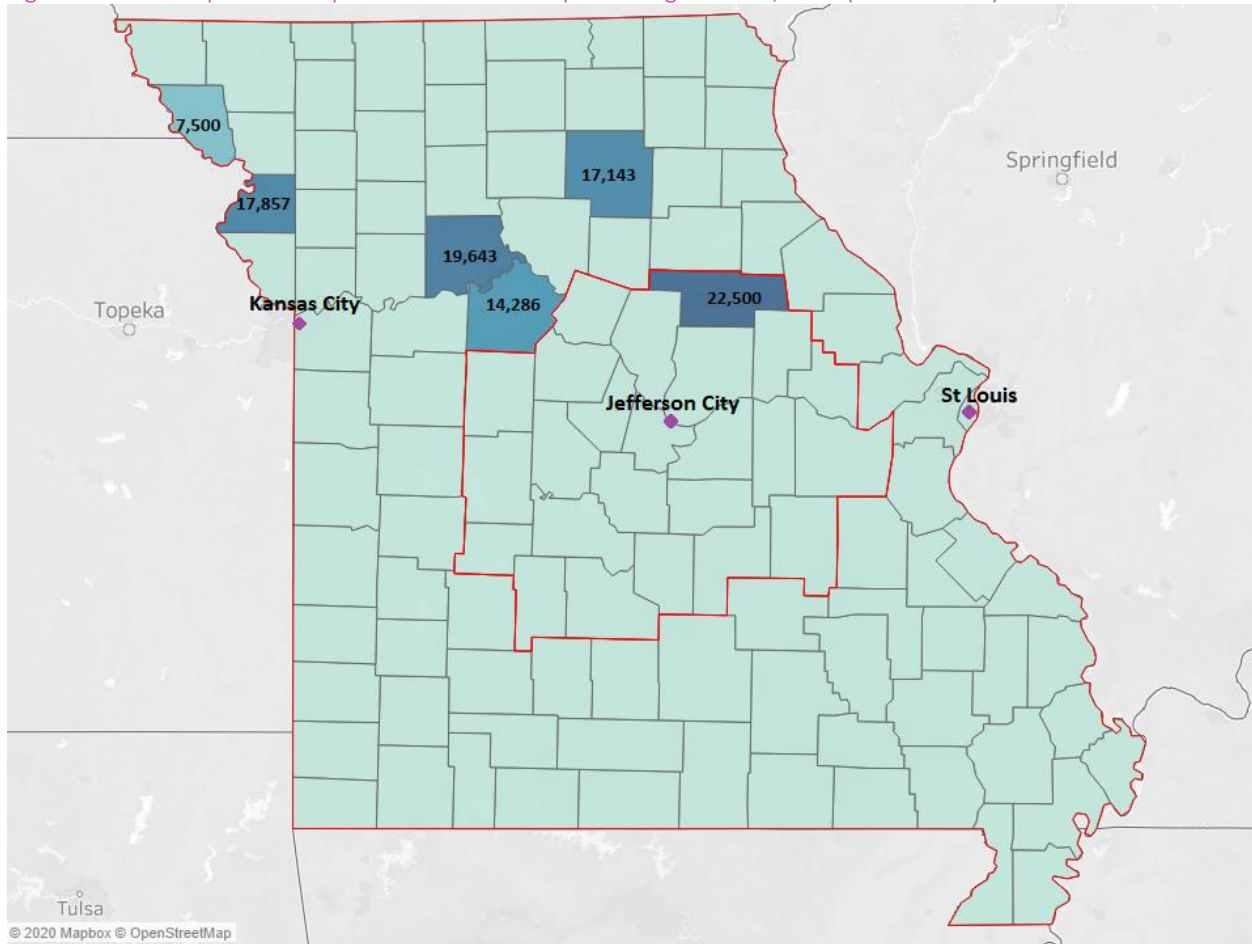 7,500
Springfield
17,143
17,857
19,643
22,500
14,286
Topeka
Kansas City
St Louis
Jefferson City
Tulsa
© 2020 Mapbox © OpenStreetMap